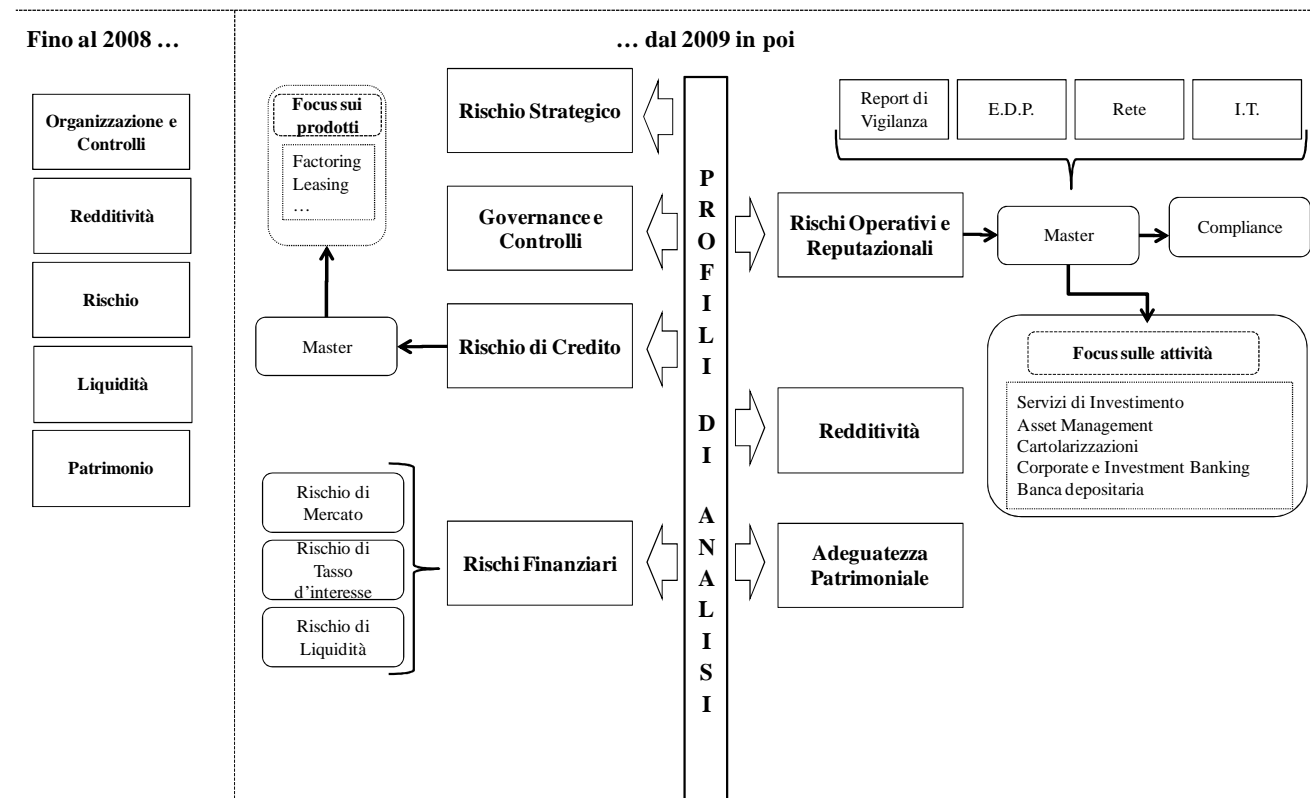 Fino al 2008 …
… dal 2009 in poi
Organizzazione e
Controlli
Redditività
Rischio
Liquidità
Patrimonio
Focus sui
prodotti
Factoring
Leasing
…
Master
Rischio Strategico
Governance e
Controlli
Rischio di Credito
Rischio di
Mercato
Rischio di
Tasso
d'interesse
Rischio di
Liquidità
Rischi Finanziari
PROFILI DI ANALISI
Report di
Vigilanza
E.D.P.
Rete
I.T.
Rischi Operativi e
Reputazionali
Master
Compliance
Focus sulle attività
Servizi di Investimento
Asset Management
Cartolarizzazioni
Corporate e Investment Banking
Banca depositaria
Redditività
Adeguatezza
Patrimoniale